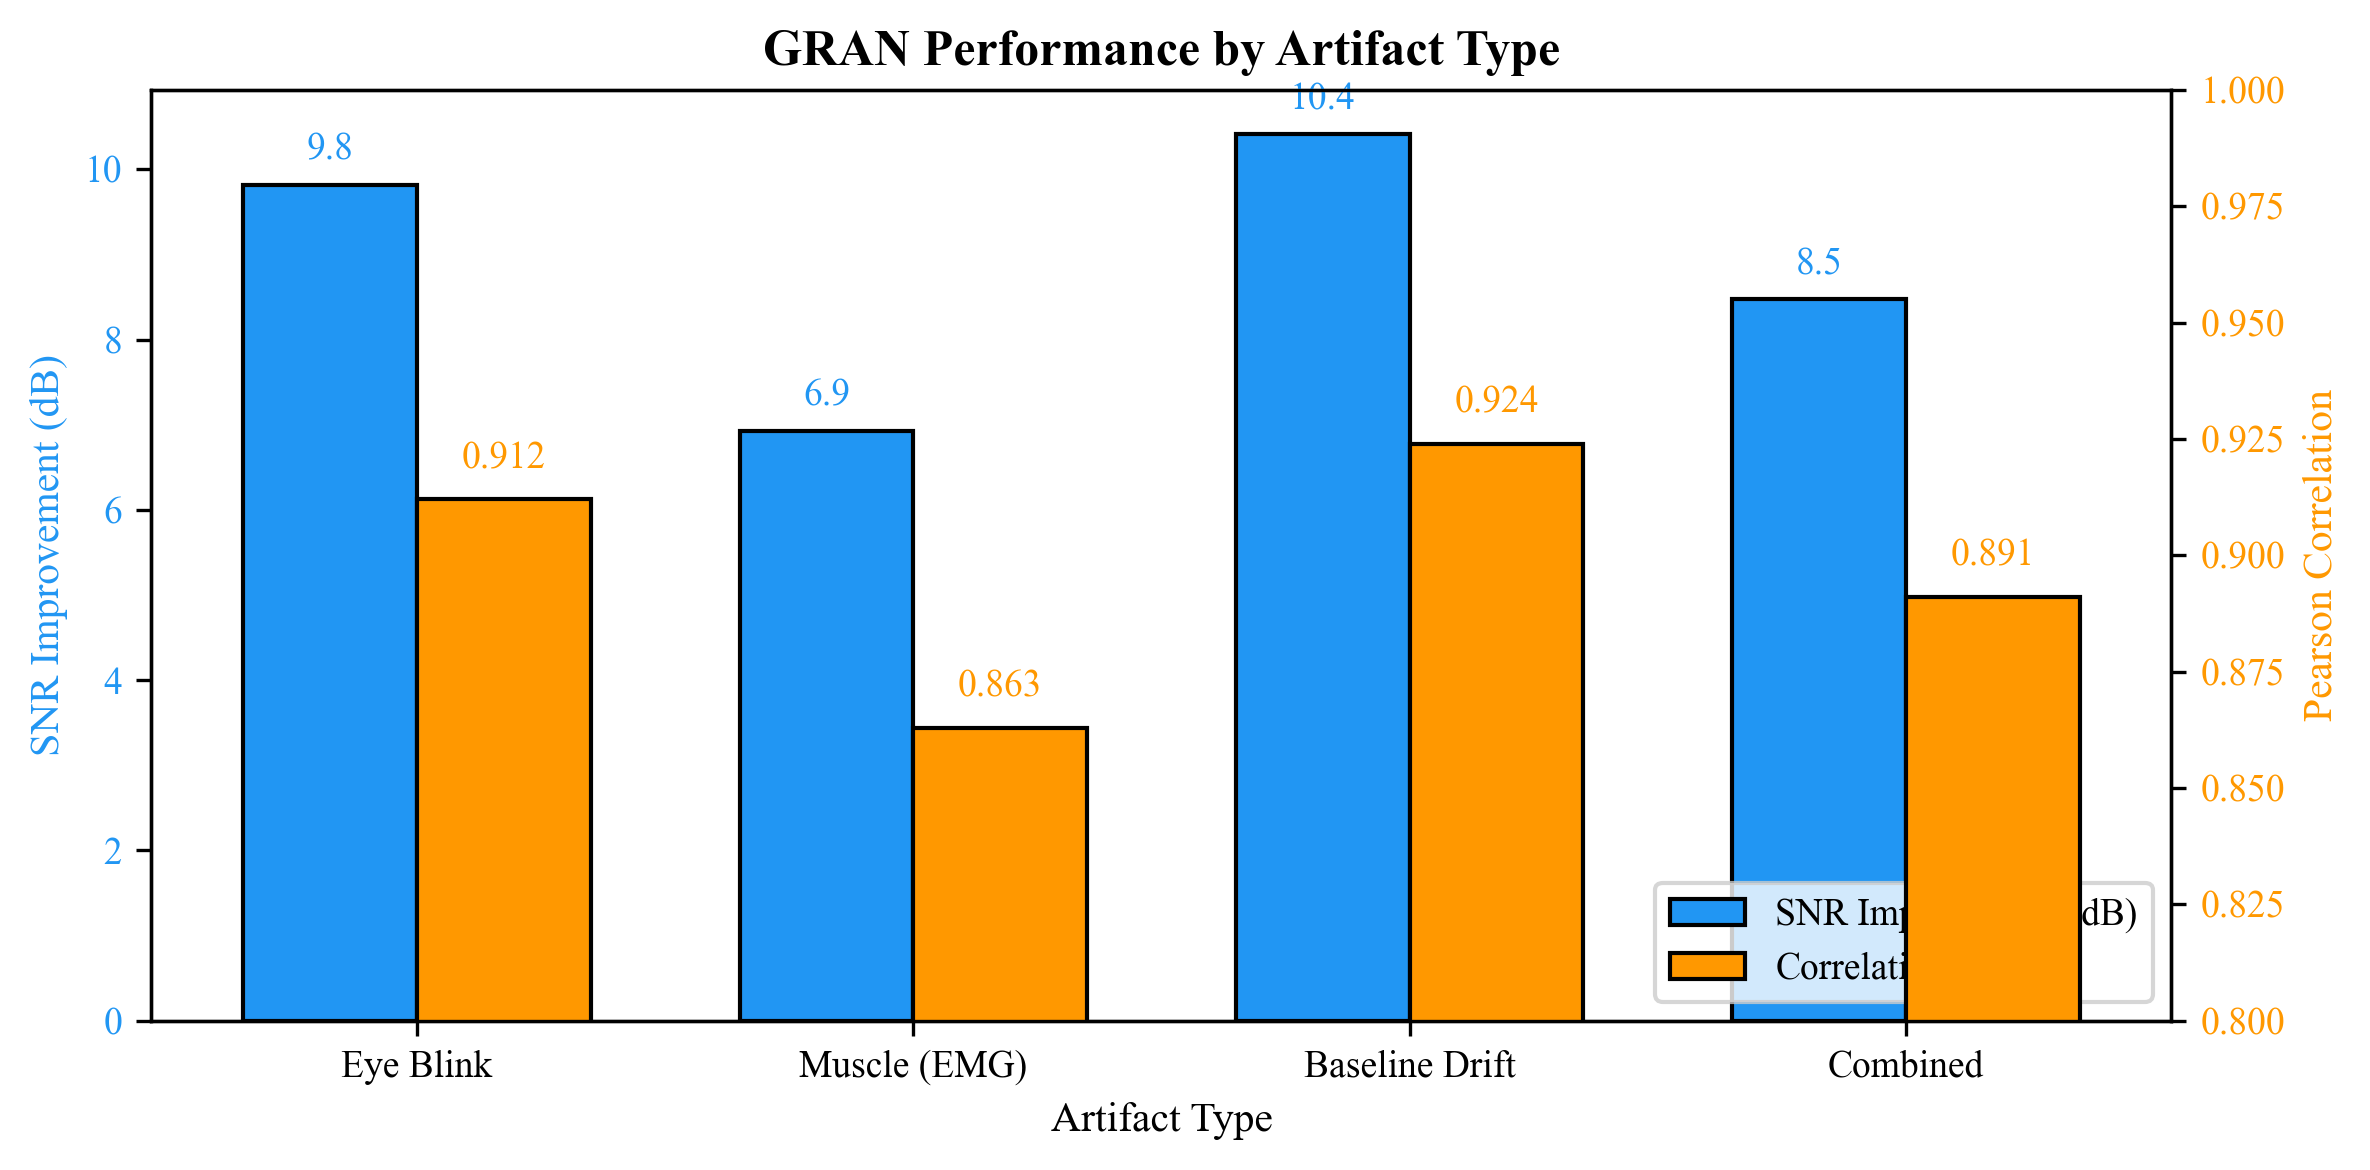 GRAN Performance by Artifact Type
10.4
1.000
9.8
10
0.975
8.5
0.950
8
6.9
0.924
0.925
0.912
6
0.900
0.891
0.875
0.863
4
0.850
2
0.825
0
0.800
SNR Improvement (dB)
Pearson Correlation
SNR Imp dB)
Correlati
Eye Blink
Muscle (EMG)
Baseline Drift
Combined
Artifact Type